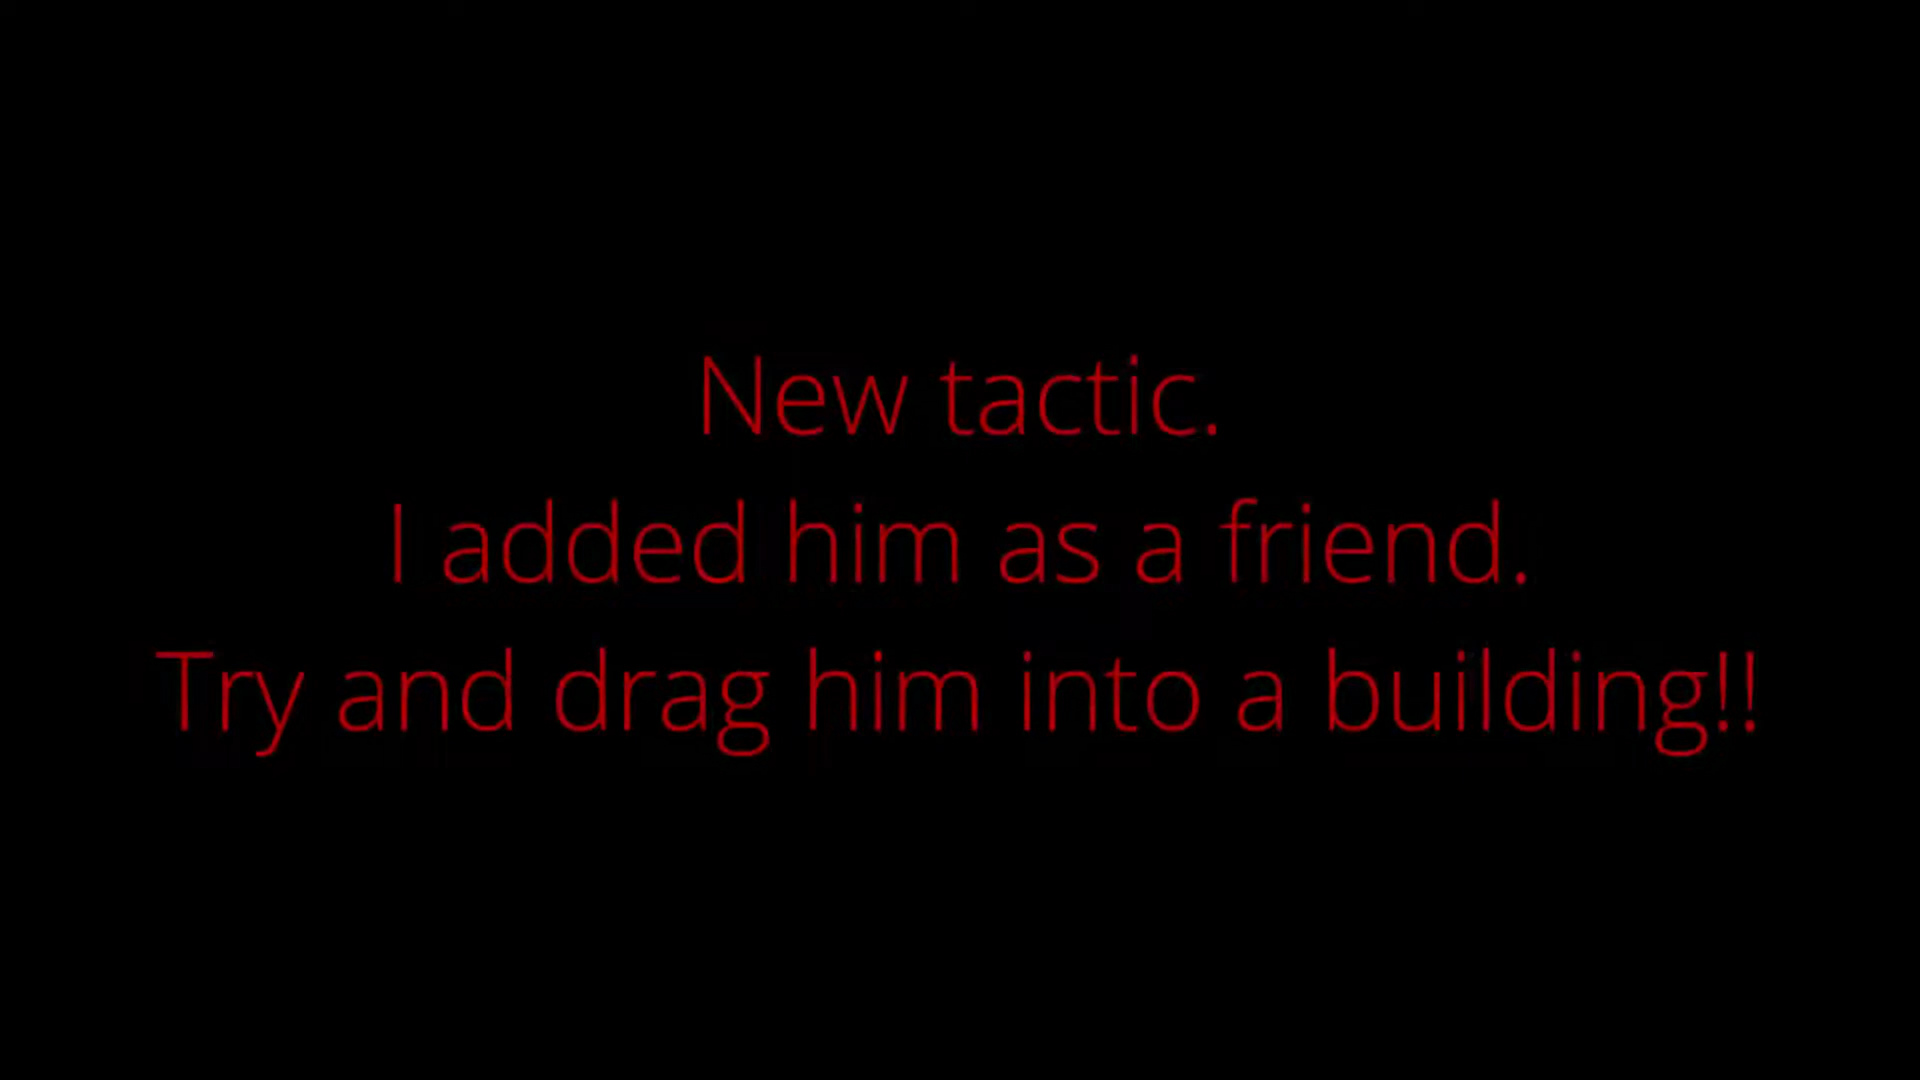 New tactic.
I added him as a friend.
Try and drag him into a building!!